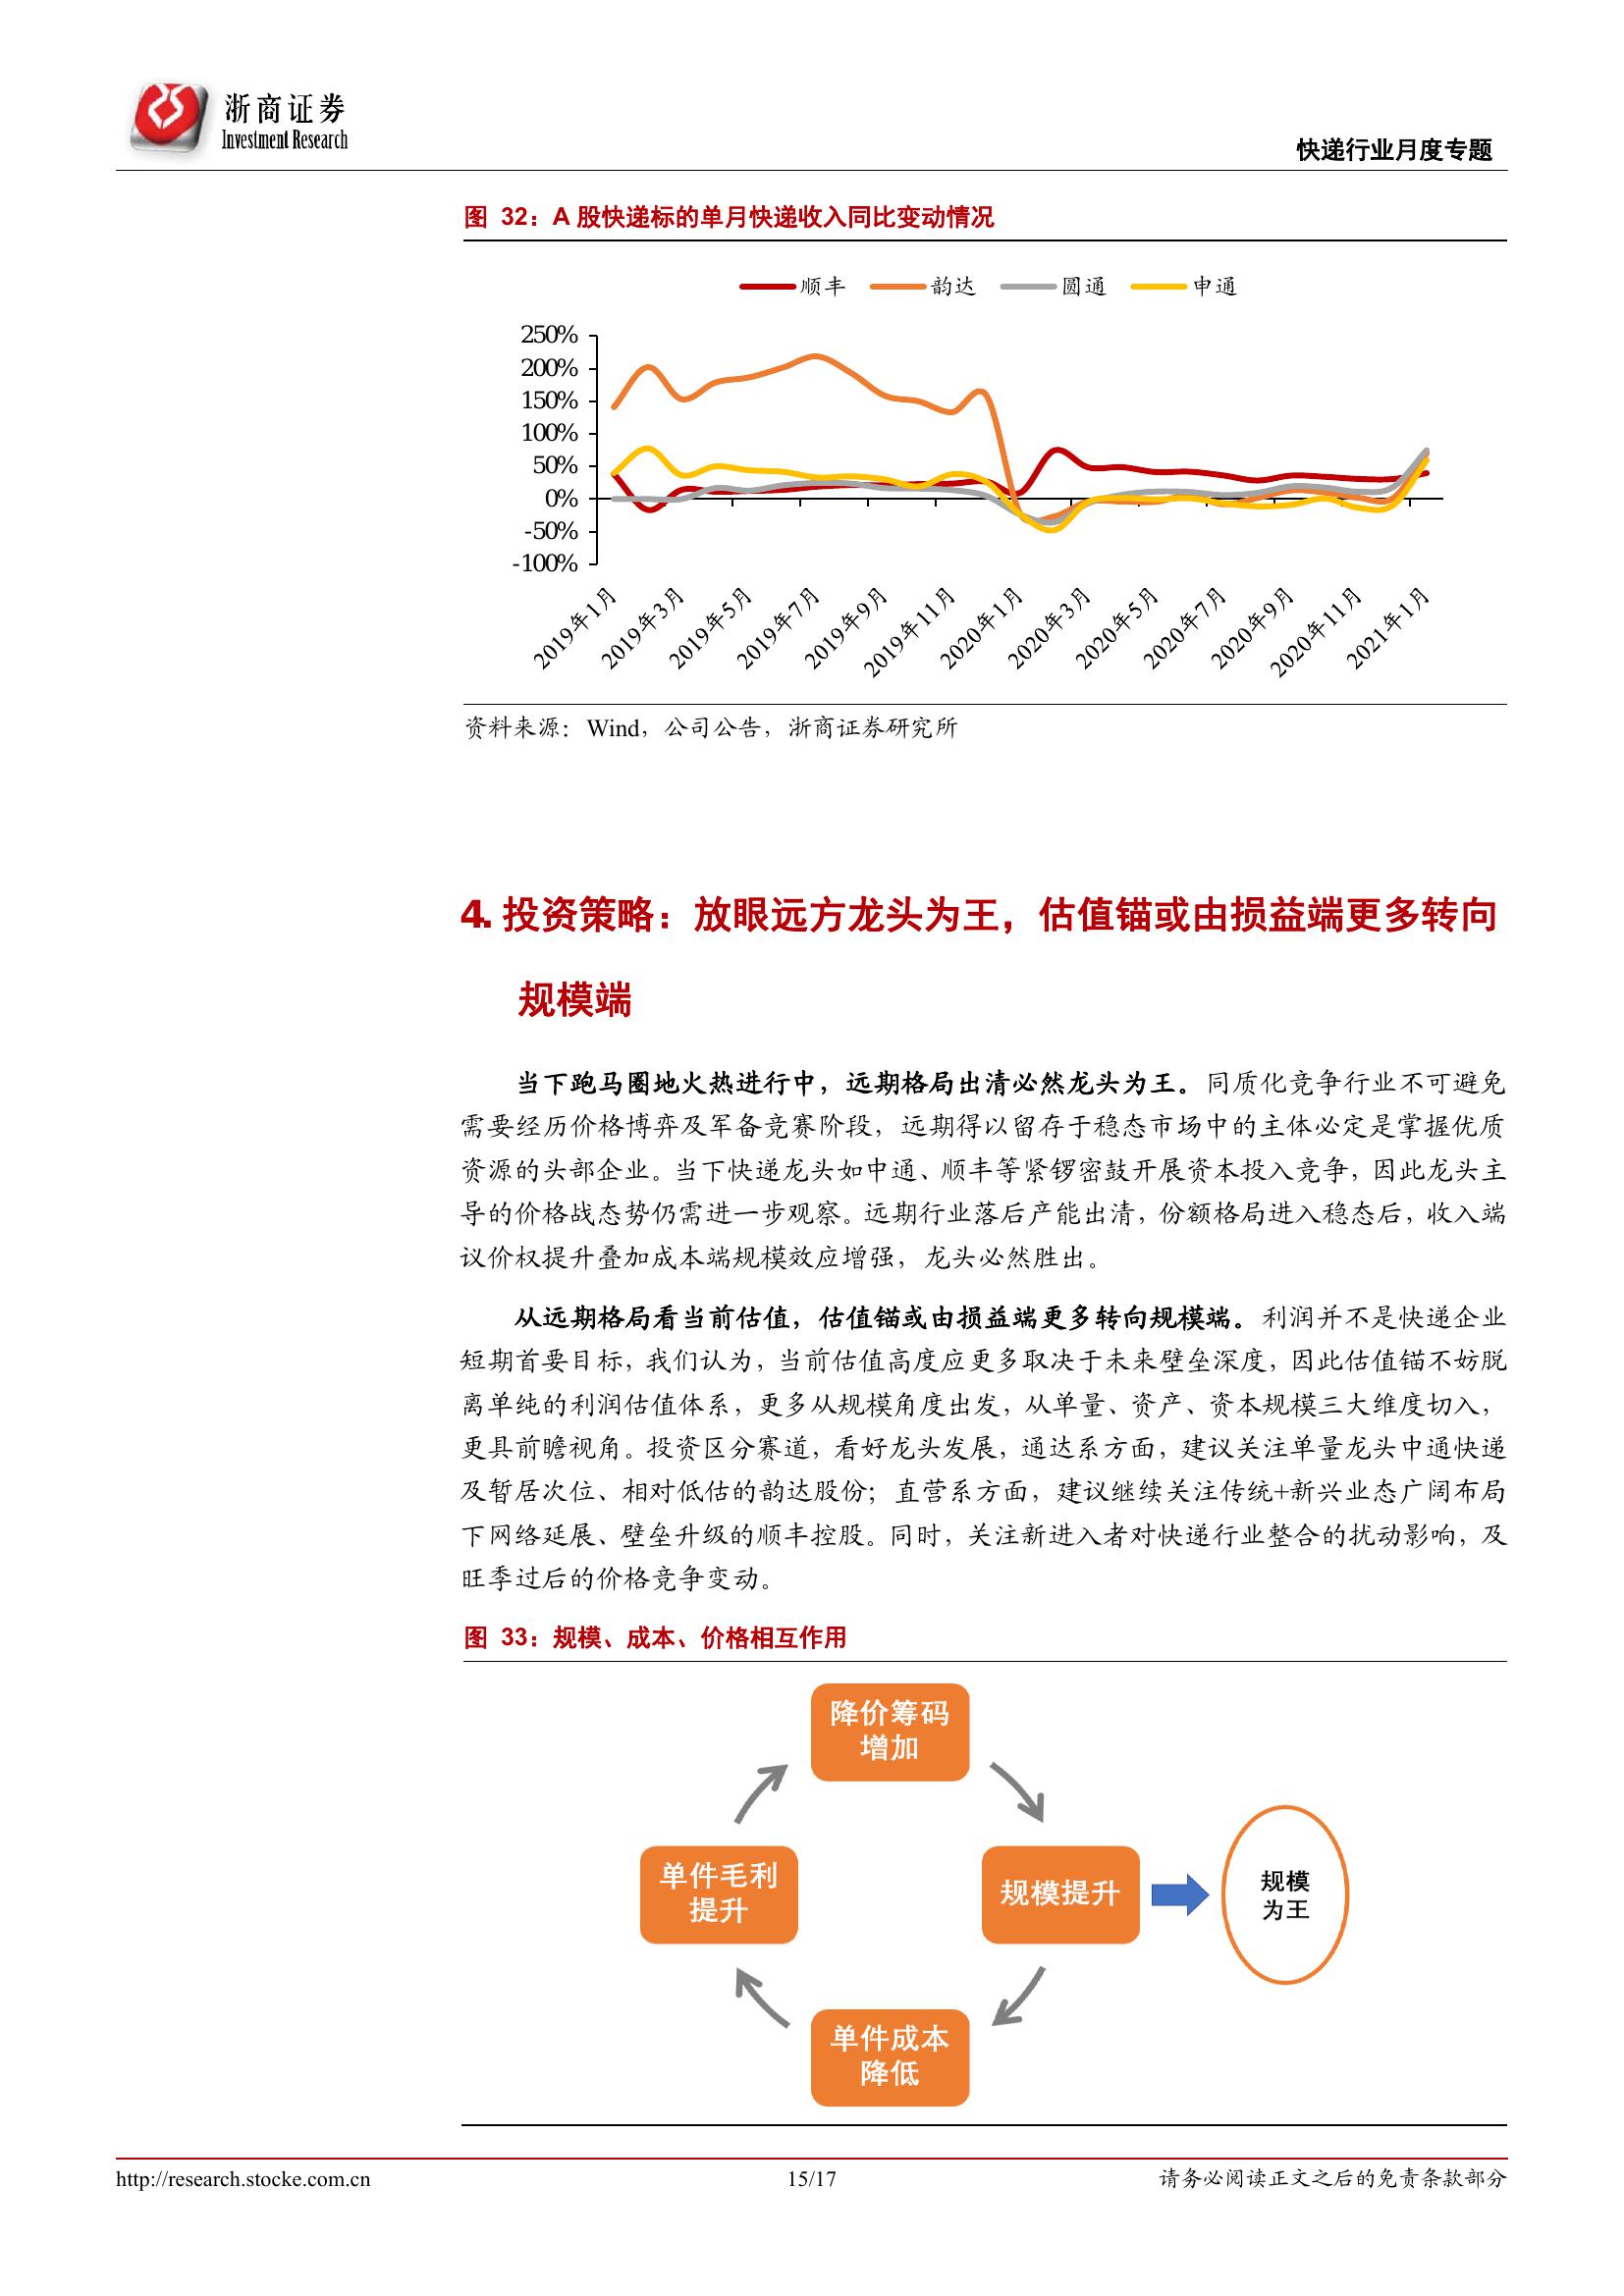 浙商证券
Investment Research
快递行业月度专题
图 32：A 股快递标的单月快递收入同比变动情况
顺丰 韵达 圆通 申通
250%
200%
150%
100%
50%
0%
-50%
-100%
2019年1月 2019年3月 2019年5月 2019年7月 2019年9月 2019年11月 2020年1月 2020年3月 2020年5月 2020年7月 2020年9月 2020年11月 2021年1月
资料来源：Wind，公司公告，浙商证券研究所
4. 投资策略：放眼远方龙头为王，估值锚或由损益端更多转向
规模端
当下跑马圈地火热进行中，远期格局出清必然龙头为王。同质化竞争行业不可避免
需要经历价格博弈及军备竞赛阶段，远期得以留存于稳态市场中的主体必定是掌握优质
资源的头部企业。当下快递龙头如中通、顺丰等紧锣密鼓开展资本投入竞争，因此龙头主
导的价格战态势仍需进一步观察。远期行业落后产能出清，份额格局进入稳态后，收入端
议价权提升叠加成本端规模效应增强，龙头必然胜出。
从远期格局看当前估值，估值锚或由损益端更多转向规模端。利润并不是快递企业
短期首要目标，我们认为，当前估值高度应更多取决于未来壁垒深度，因此估值锚不妨脱
离单纯的利润估值体系，更多从规模角度出发，从单量、资产、资本规模三大维度切入，
更具前瞻视角。投资区分赛道，看好龙头发展，通达系方面，建议关注单量龙头中通快递
及暂居次位、相对低估的韵达股份；直营系方面，建议继续关注传统+新兴业态广阔布局
下网络延展、壁垒升级的顺丰控股。同时，关注新进入者对快递行业整合的扰动影响，及
旺季过后的价格竞争变动。
图 33：规模、成本、价格相互作用
降价筹码
增加
单件毛利
提升
规模提升
规模
为王
单件成本
降低
http://research.stocke.com.cn 15/17 请务必阅读正文之后的免责条款部分